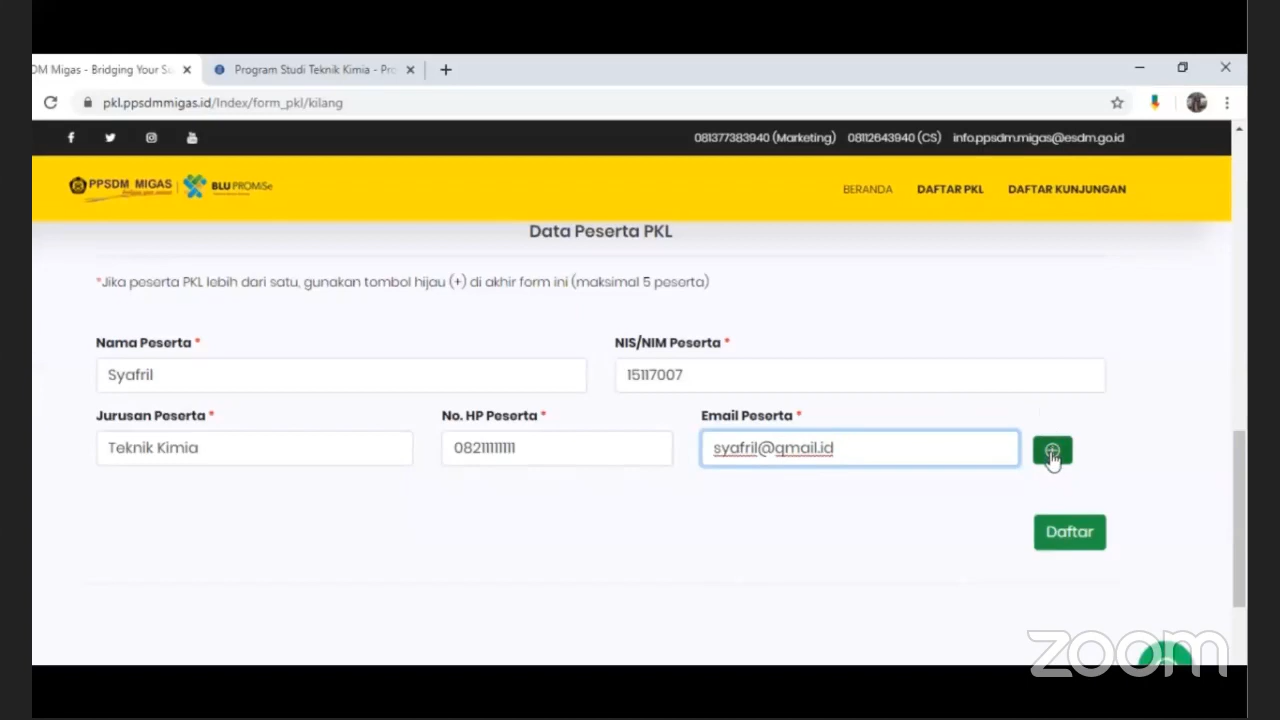 DM Migas - Bridging Your Su
Program Studi Teknik Kimia - Pro
pkl.ppsdmmigas.id/Index/form_pkl/kilang
081377383940 (Marketing) 08112643940 (CS) info.ppsdm.migas@esdm.go.id
PPSDM MIGAS BLU PROMISe
BERANDA DAFTAR PKL DAFTAR KUNJUNGAN
Data Peserta PKL
*Jika peserta PKL lebih dari satu, gunakan tombol hijau (+) di akhir form ini (maksimal 5 peserta)
Nama Peserta * NIS/NIM Peserta *
Syafril 15117007
Jurusan Peserta * No. HP Peserta * Email Peserta *
Teknik Kimia 08211111111 syafril@gmail.id
Daftar
zoom